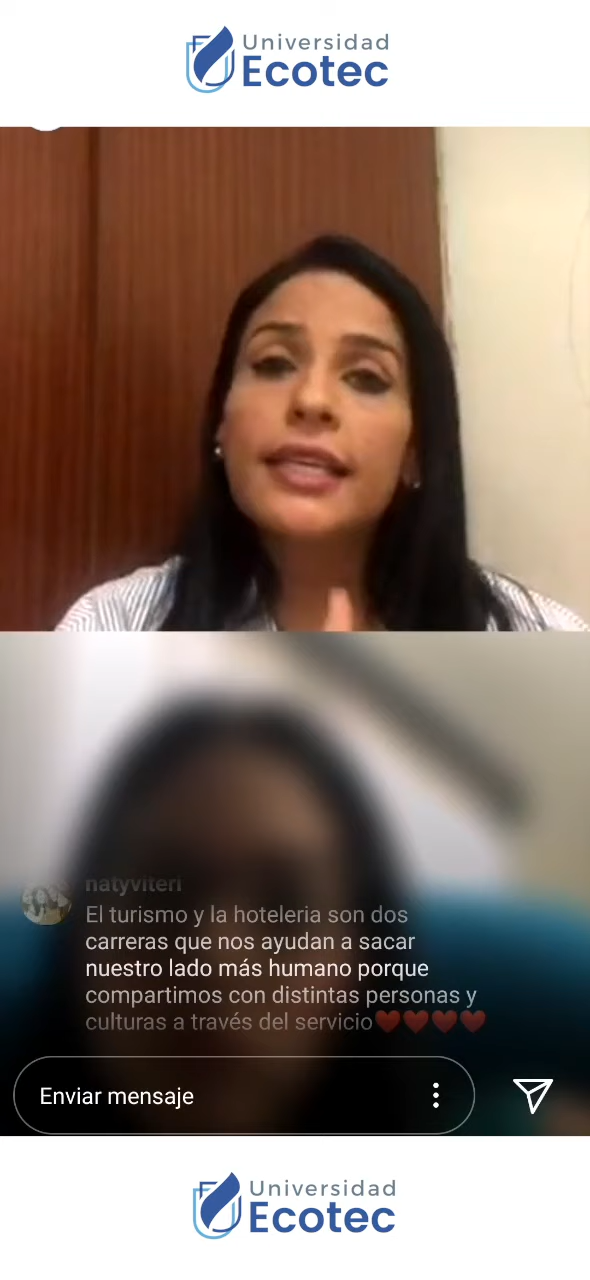 Universidad
Ecotec
natyviteri
El turismo y la hoteleria son dos
carreras que nos ayudan a sacar
nuestro lado más humano porque
compartimos con distintas personas y
culturas a través del servicio❤️❤️❤️❤️
Enviar mensaje
Universidad
Ecotec